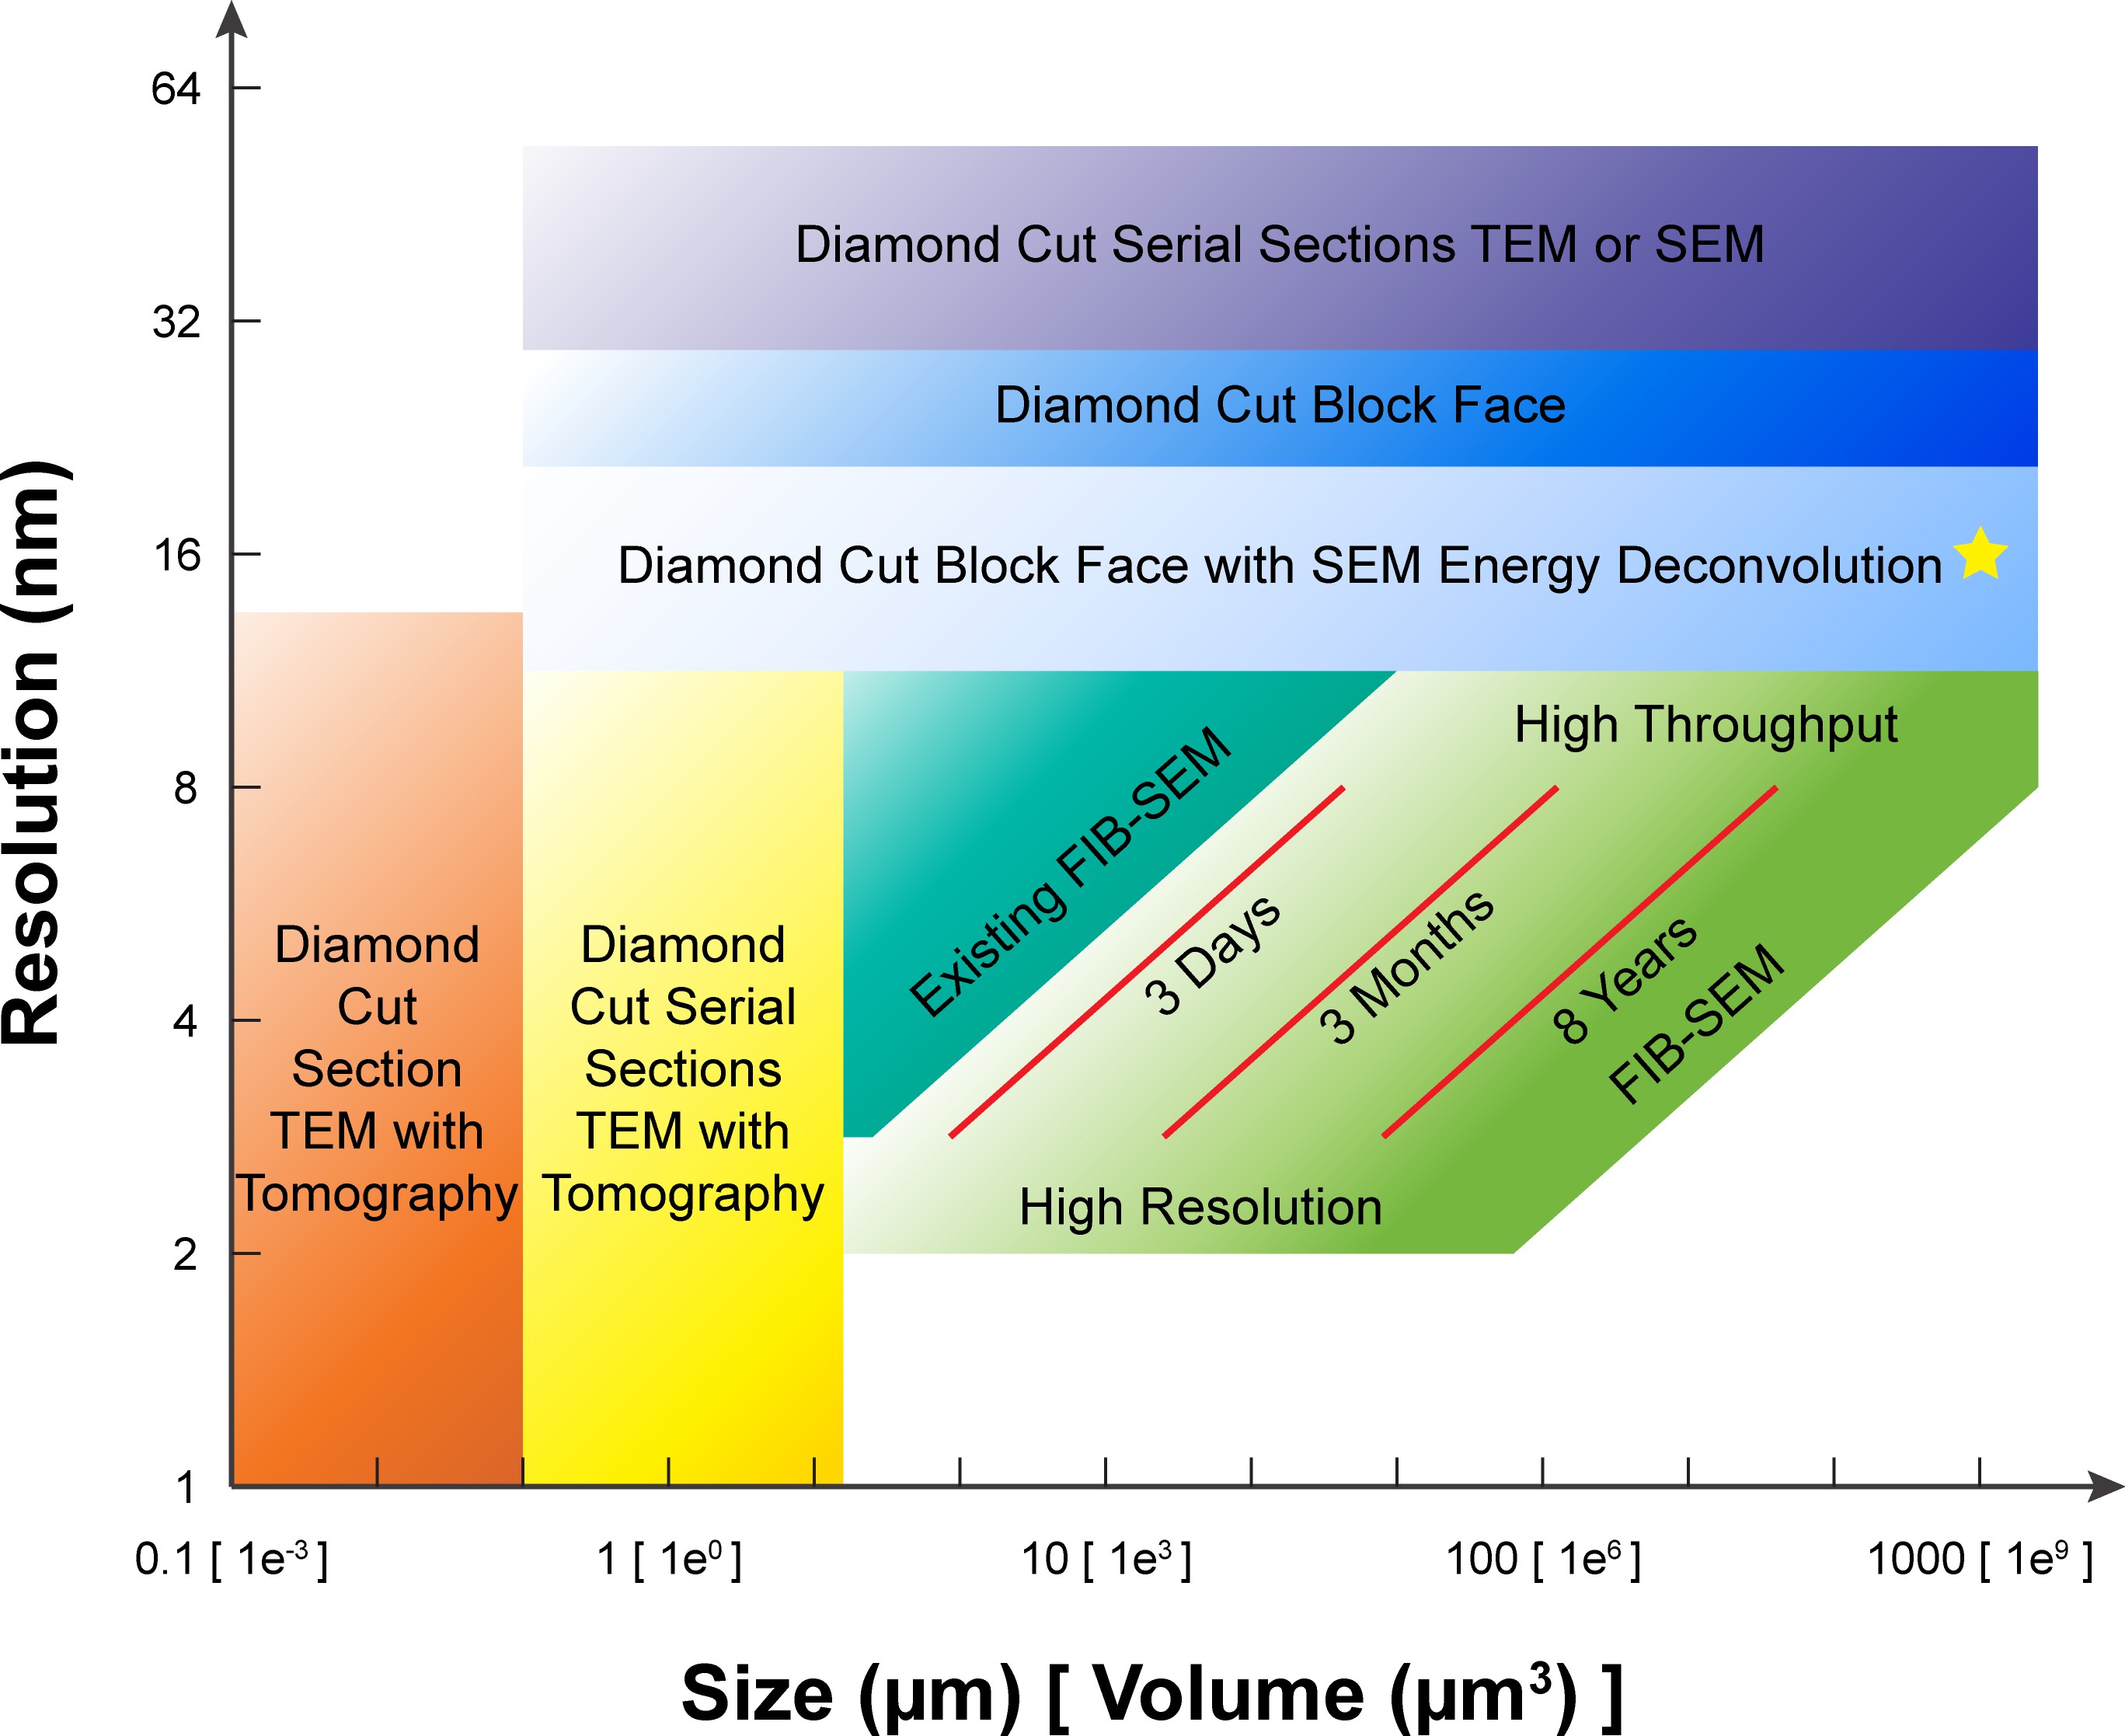 Resolution (nm)
64
32
16
8
4
2
1
Diamond Cut Serial Sections TEM or SEM
Diamond Cut Block Face
Diamond Cut Block Face with SEM Energy Deconvolution
Diamond
Cut
Section
TEM with
Tomography
Diamond
Cut Serial
Sections
TEM with
Tomography
Existing FIB-SEM
High Throughput
3 Days
3 Months
8 Years
FIB-SEM
High Resolution
0.1 [ 1e⁻³ ]
1 [ 1e⁰ ]
10 [ 1e³ ]
100 [ 1e⁶ ]
1000 [ 1e⁹ ]
Size (µm) [ Volume (µm³) ]